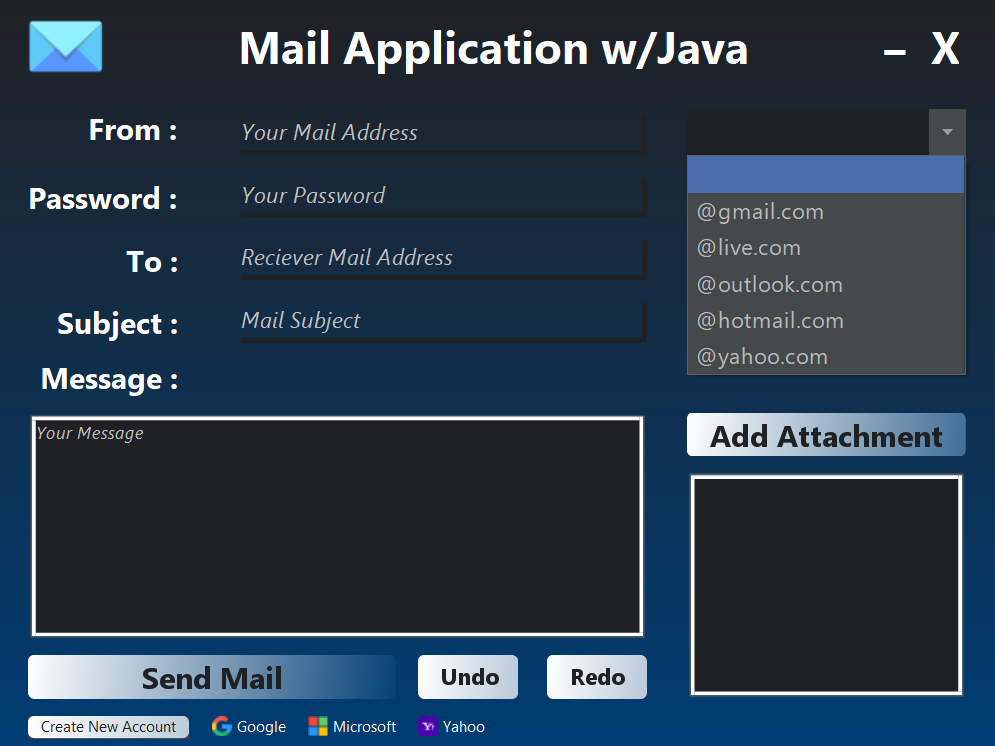 Mail Application w/Java
– X
From :
Your Mail Address
Password :
Your Password
To :
Reciever Mail Address
Subject :
Mail Subject
@gmail.com
@live.com
@outlook.com
@hotmail.com
@yahoo.com
Message :
Your Message
Add Attachment
Send Mail
Undo
Redo
Create New Account
Google
Microsoft
Yahoo